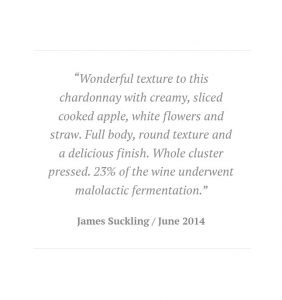 “Wonderful texture to this
chardonnay with creamy, sliced
cooked apple, white flowers and
straw. Full body, round texture and
a delicious finish. Whole cluster
pressed. 23% of the wine underwent
malolactic fermentation.”
James Suckling / June 2014